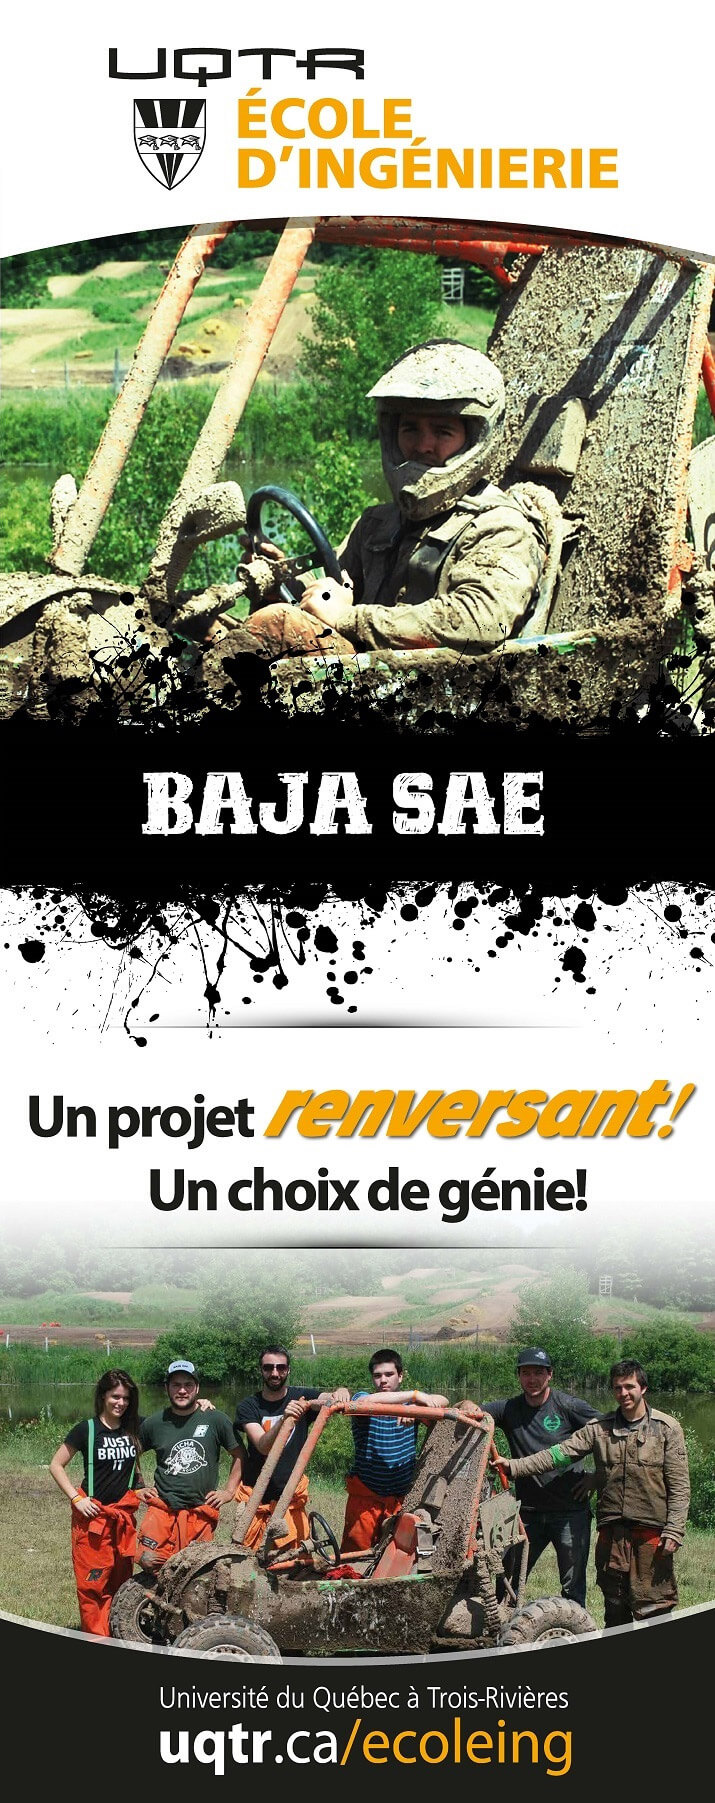 UQTR
ÉCOLE
D'INGÉNIERIE
BAJA SAE
Un projet renversant!
Un choix de génie!
JUST
BRING
IT
Université du Québec à Trois-Rivières
uqtr.ca/ecoleing